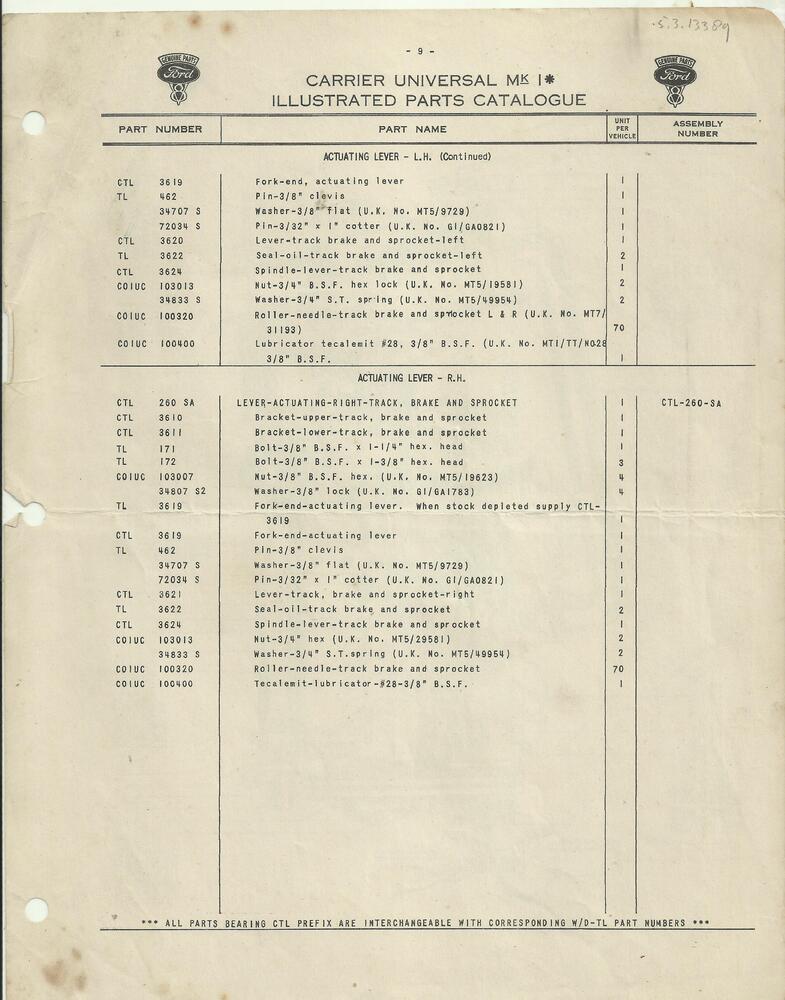 5.3.13389
- 9 -
GENUINE PARTS Ford V8
GENUINE PARTS Ford V8
CARRIER UNIVERSAL MK I*
ILLUSTRATED PARTS CATALOGUE
PART NUMBER PART NAME UNIT PER VEHICLE ASSEMBLY NUMBER
ACTUATING LEVER - L.H. (Continued)
CTL 3619 Fork-end, actuating lever 1
TL 462 Pin-3/8" clevis 1
34707 S Washer-3/8" flat (U.K. No. MT5/9729) 1
72034 S Pin-3/32" x 1" cotter (U.K. No. G1/GA0821) 1
CTL 3620 Lever-track brake and sprocket-left 1
TL 3622 Seal-oil-track brake and sprocket-left 2
CTL 3624 Spindle-lever-track brake and sprocket 1
C01UC 103013 Nut-3/4" B.S.F. hex lock (U.K. No. MT5/19581) 2
34833 S Washer-3/4" S.T. spring (U.K. No. MT5/49954) 2
C01UC 100320 Roller-needle-track brake and sprocket L & R (U.K. No. MT7/
31193) 70
C01UC 100400 Lubricator tecalemit #28, 3/8" B.S.F. (U.K. No. MT1/TT/NO28
3/8" B.S.F. 1
ACTUATING LEVER - R.H.
CTL 260 SA LEVER-ACTUATING-RIGHT-TRACK, BRAKE AND SPROCKET 1 CTL-260-SA
CTL 3610 Bracket-upper-track, brake and sprocket 1
CTL 3611 Bracket-lower-track, brake and sprocket 1
TL 171 Bolt-3/8" B.S.F. x 1-1/4" hex. head 1
TL 172 Bolt-3/8" B.S.F. x 1-3/8" hex. head 3
C01UC 103007 Nut-3/8" B.S.F. hex. (U.K. No. MT5/19623) 4
34807 S2 Washer-3/8" lock (U.K. No. G1/GA1783) 4
TL 3619 Fork-end-actuating lever. When stock depleted supply CTL-
3619 1
CTL 3619 Fork-end-actuating lever 1
TL 462 Pin-3/8" clevis 1
34707 S Washer-3/8" flat (U.K. No. MT5/9729) 1
72034 S Pin-3/32" x 1" cotter (U.K. No. G1/GA0821) 1
CTL 3621 Lever-track, brake and sprocket-right 1
TL 3622 Seal-oil-track brake and sprocket 2
CTL 3624 Spindle-lever-track brake and sprocket 1
C01UC 103013 Nut-3/4" hex (U.K. No. MT5/29581) 2
34833 S Washer-3/4" S.T.spring (U.K. No. MT5/49954) 2
C01UC 100320 Roller-needle-track brake and sprocket 70
C01UC 100400 Tecalemit-lubricator-#28-3/8" B.S.F. 1
*** ALL PARTS BEARING CTL PREFIX ARE INTERCHANGEABLE WITH CORRESPONDING W/D-TL PART NUMBERS ***